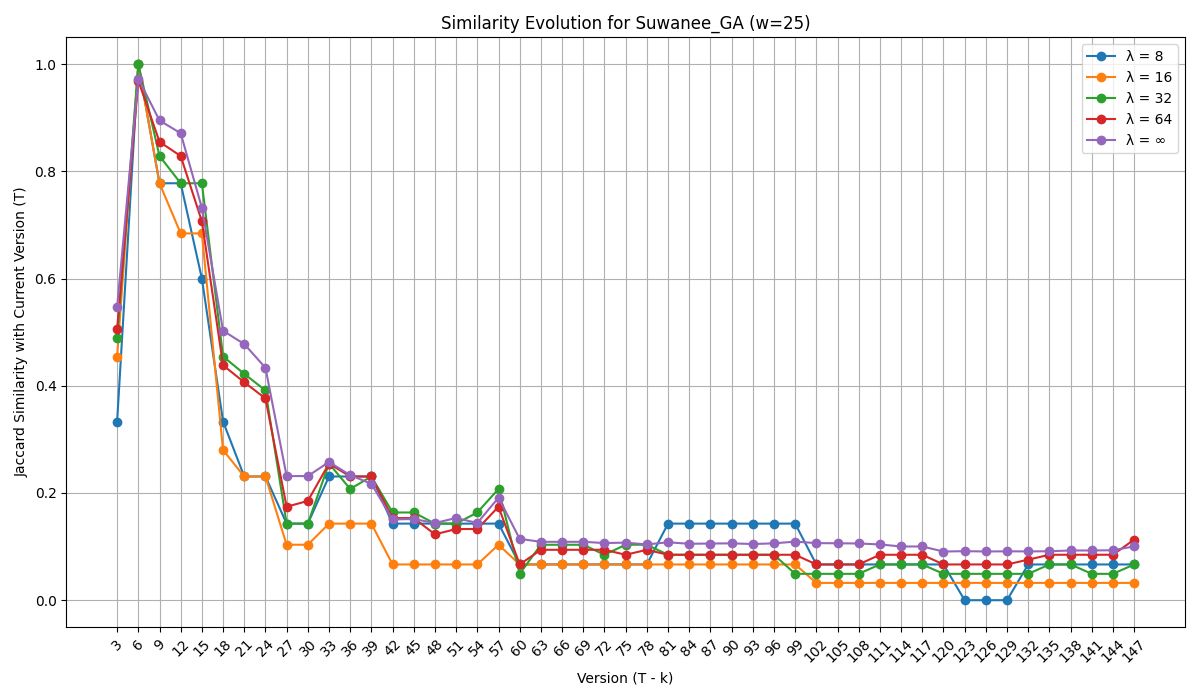 Similarity Evolution for Suwanee_GA (w=25)
Jaccard Similarity with Current Version (T)
1.0
0.8
0.6
0.4
0.2
0.0
λ = 8
λ = 16
λ = 32
λ = 64
λ = ∞
3 6 9 12 15 18 21 24 27 30 33 36 39 42 45 48 51 54 57 60 63 66 69 72 75 78 81 84 87 90 93 96 99 102 105 108 111 114 117 120 123 126 129 132 135 138 141 144 147
Version (T - k)